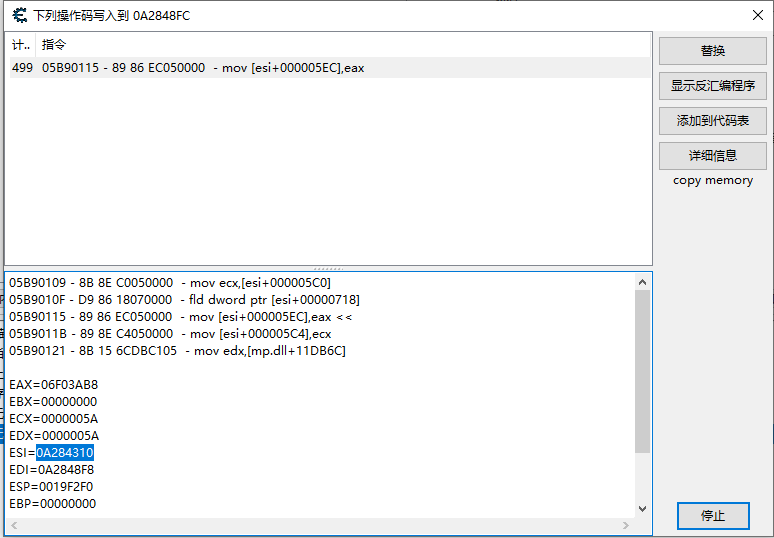 下列操作码写入到 0A2848FC
计.. 指令
499 05B90115 - 89 86 EC050000 - mov [esi+000005EC],eax
替换
显示反汇编程序
添加到代码表
详细信息
copy memory
05B90109 - 8B 8E C0050000 - mov ecx,[esi+000005C0]
05B9010F - D9 86 18070000 - fld dword ptr [esi+00000718]
05B90115 - 89 86 EC050000 - mov [esi+000005EC],eax <<
05B9011B - 89 8E C4050000 - mov [esi+000005C4],ecx
05B90121 - 8B 15 6CDBC105 - mov edx,[mp.dll+11DB6C]
EAX=06F03AB8
EBX=00000000
ECX=0000005A
EDX=0000005A
ESI=0A284310
EDI=0A2848F8
ESP=0019F2F0
EBP=00000000
停止